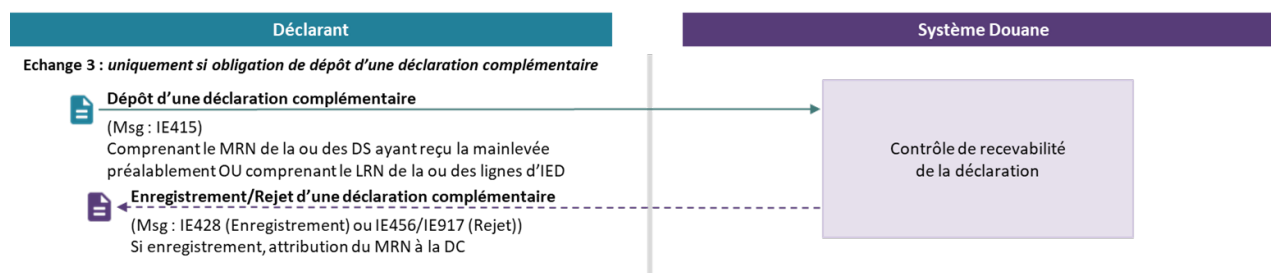 Déclarant
Système Douane
Echange 3 : uniquement si obligation de dépôt d'une déclaration complémentaire
Dépôt d'une déclaration complémentaire
(Msg : IE415)
Comprenant le MRN de la ou des DS ayant reçu la mainlevée
préalablement OU comprenant le LRN de la ou des lignes d'IED
Enregistrement/Rejet d'une déclaration complémentaire
(Msg : IE428 (Enregistrement) ou IE456/IE917 (Rejet))
Si enregistrement, attribution du MRN à la DC
Contrôle de recevabilité
de la déclaration